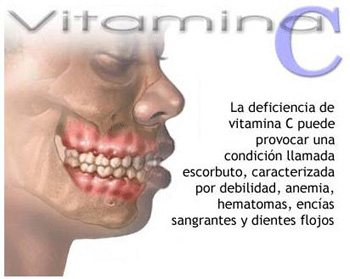 Vitamina C
La deficiencia de
vitamina C puede
provocar una
condición llamada
escorbuto, caracterizada
por debilidad, anemia,
hematomas, encías
sangrantes y dientes flojos